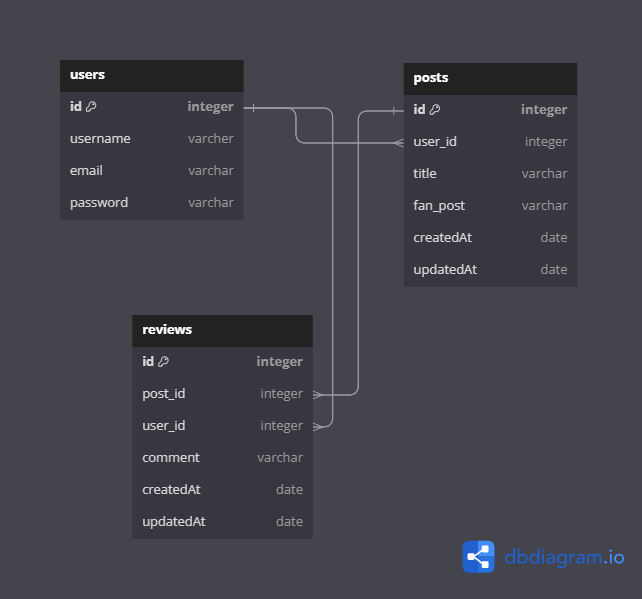 users
id integer
username varcher
email varchar
password varchar
posts
id integer
user_id integer
title varchar
fan_post varchar
createdAt date
updatedAt date
reviews
id integer
post_id integer
user_id integer
comment varchar
createdAt date
updatedAt date
dbdiagram.io